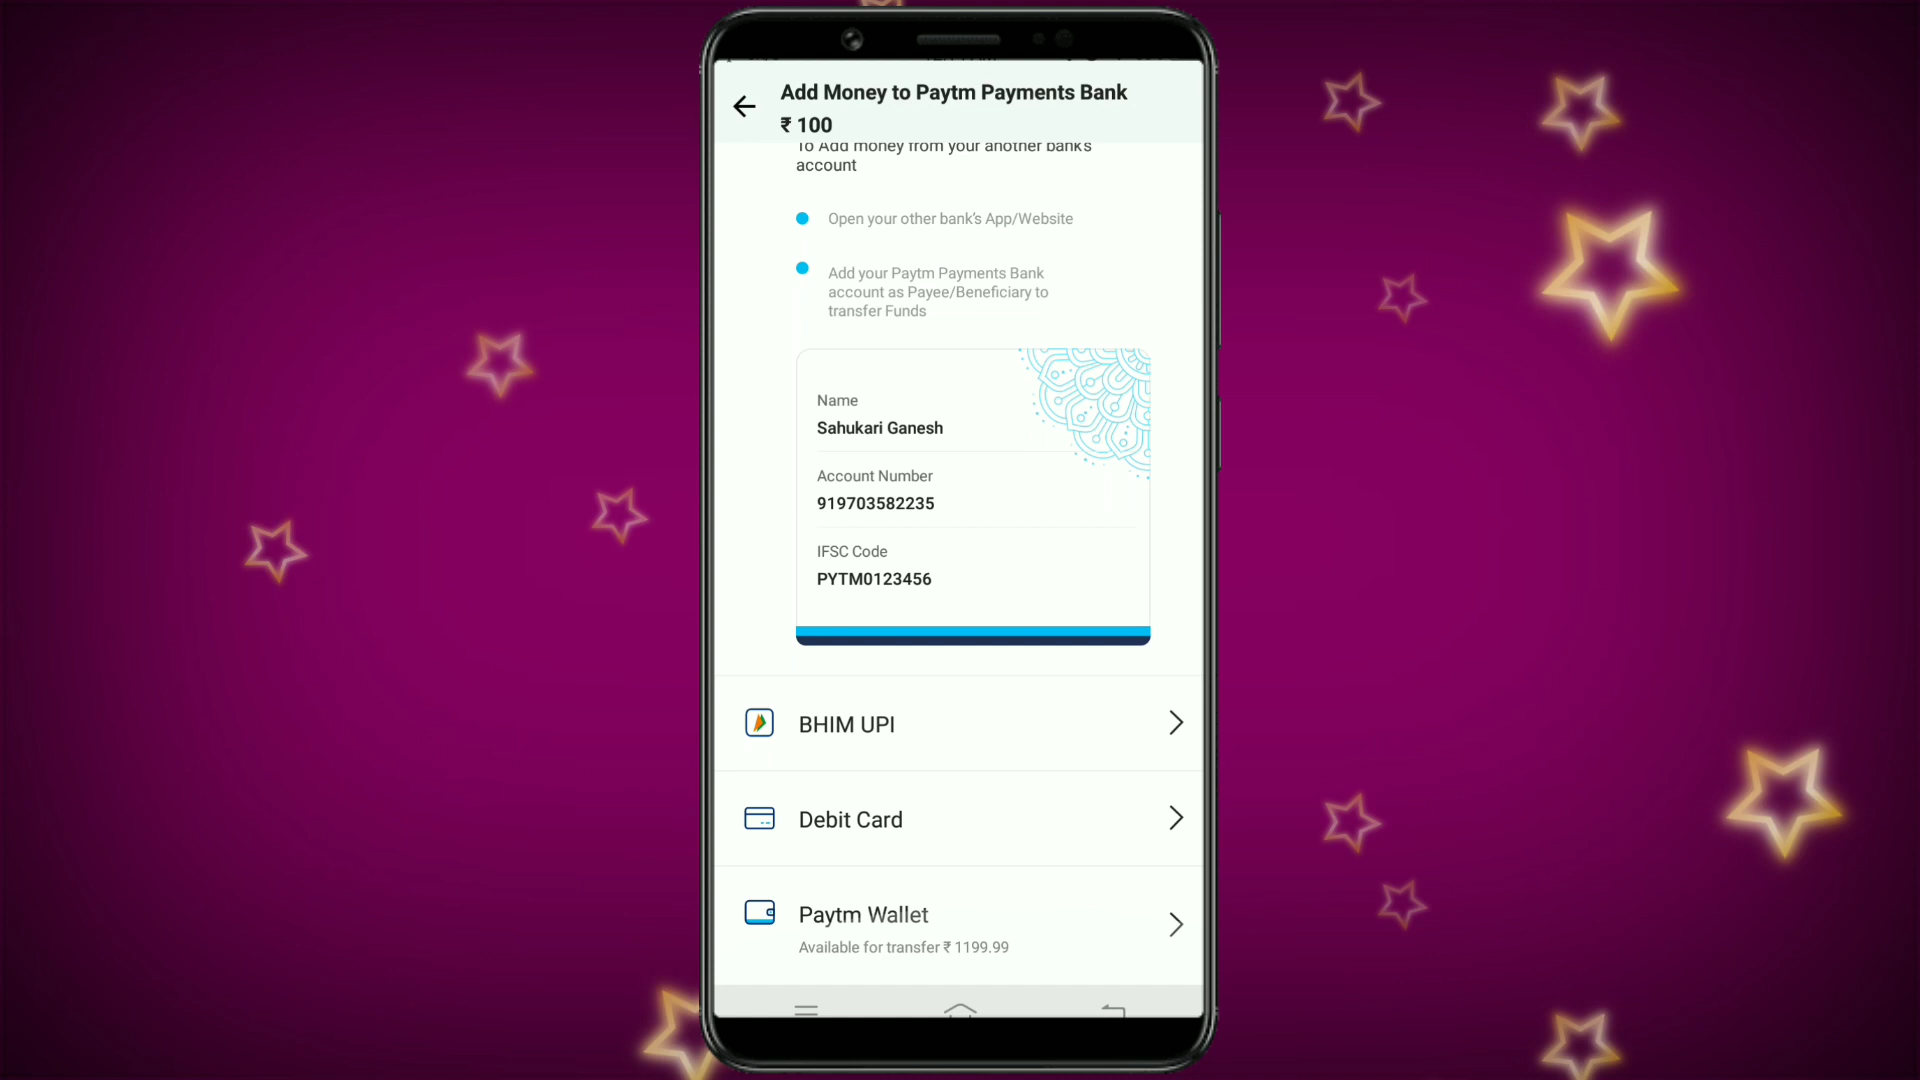 Add Money to Paytm Payments Bank
₹ 100
To Add money from your another bank's
account
Open your other bank's App/Website
Add your Paytm Payments Bank
account as Payee/Beneficiary to
transfer Funds
Name
Sahukari Ganesh
Account Number
919703582235
IFSC Code
PYTM0123456
BHIM UPI
Debit Card
Paytm Wallet
Available for transfer ₹ 1199.99